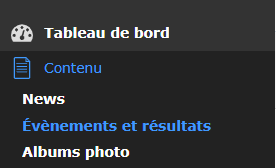 Tableau de bord
Contenu
News
Évènements et résultats
Albums photo